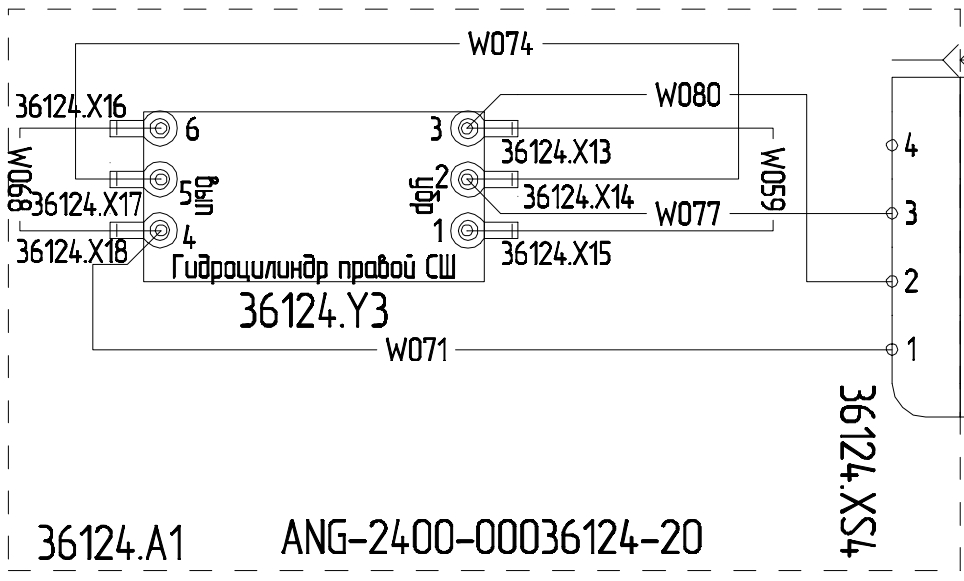 W074
W080
36124.X16
6
3
36124.X13
4
W068
5
вып
2
убр
W059
36124.X17
36124.X14
W077
3
4
1
36124.X18
36124.X15
Гидроцилиндр правой СШ
2
36124.Y3
W071
1
36124.XS4
36124.A1
ANG-2400-00036124-20